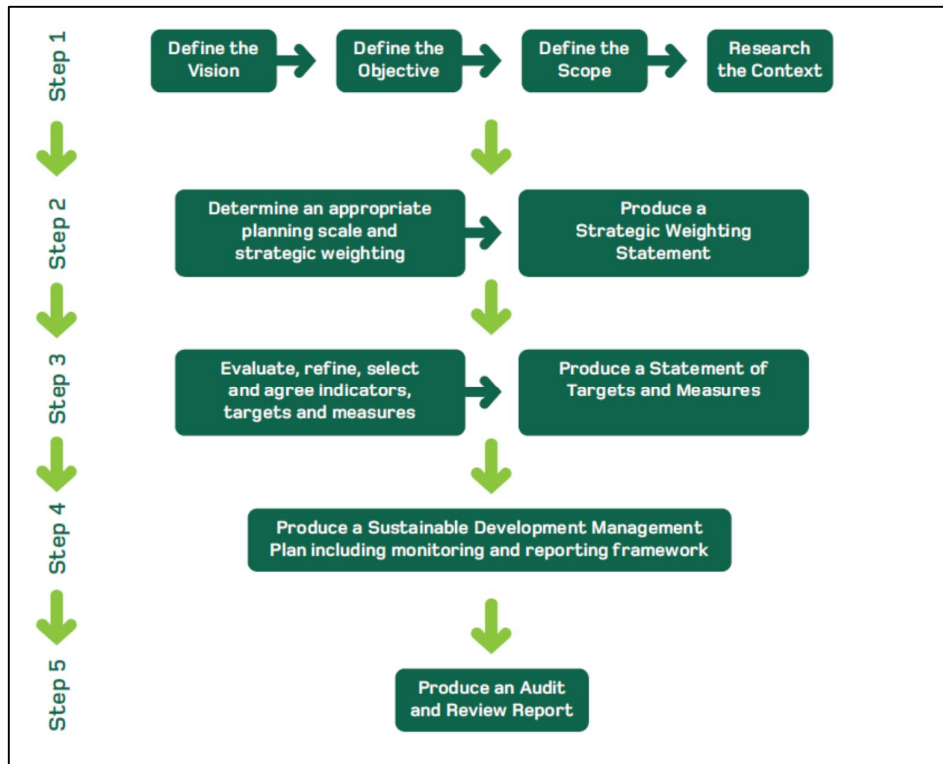 Step 1
Define the
Vision
Define the
Objective
Define the
Scope
Research
the Context
Step 2
Determine an appropriate
planning scale and
strategic weighting
Produce a
Strategic Weighting
Statement
Step 3
Evaluate, refine, select
and agree indicators,
targets and measures
Produce a Statement of
Targets and Measures
Step 4
Produce a Sustainable Development Management
Plan including monitoring and reporting framework
Step 5
Produce an Audit
and Review Report